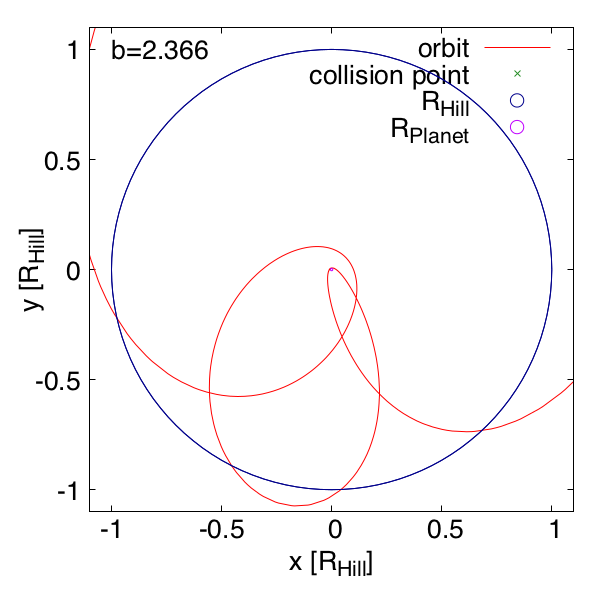 b=2.366
orbit
collision point
R_Hill
R_Planet
1
0.5
0
-0.5
-1
y [R_Hill]
-1
-0.5
0
0.5
1
x [R_Hill]